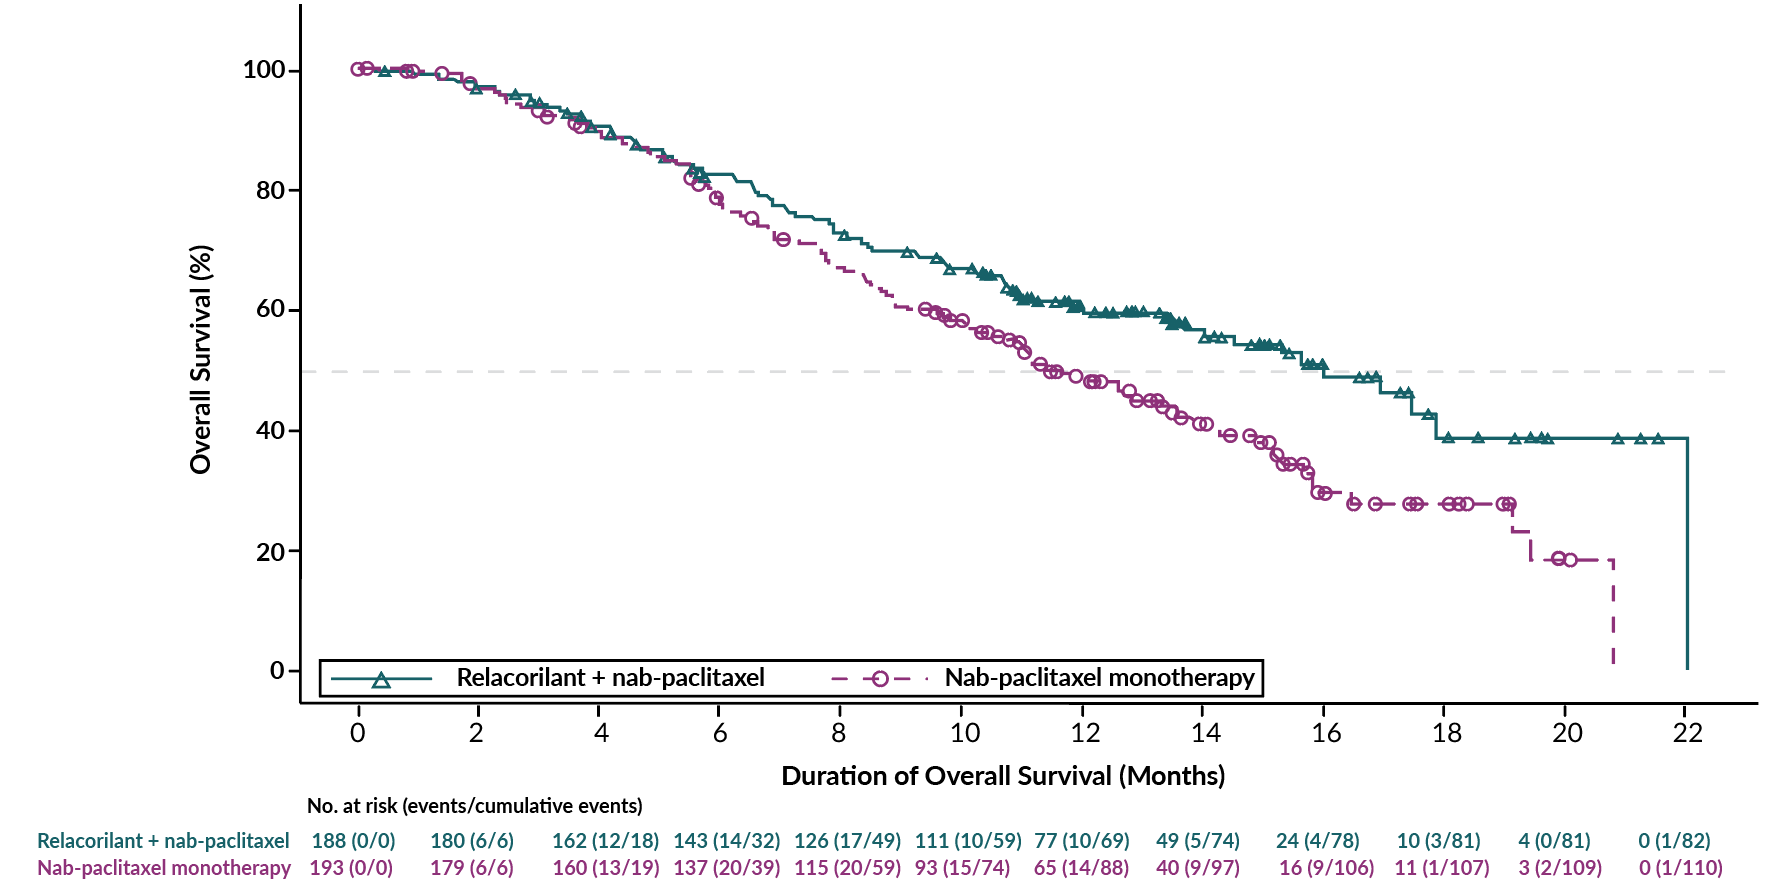 100
80
60
40
20
0
Overall Survival (%)
Relacorilant + nab-paclitaxel Nab-paclitaxel monotherapy
0 2 4 6 8 10 12 14 16 18 20 22
Duration of Overall Survival (Months)
No. at risk (events/cumulative events)
Relacorilant + nab-paclitaxel 188 (0/0) 180 (6/6) 162 (12/18) 143 (14/32) 126 (17/49) 111 (10/59) 77 (10/69) 49 (5/74) 24 (4/78) 10 (3/81) 4 (0/81) 0 (1/82)
Nab-paclitaxel monotherapy 193 (0/0) 179 (6/6) 160 (13/19) 137 (20/39) 115 (20/59) 93 (15/74) 65 (14/88) 40 (9/97) 16 (9/106) 11 (1/107) 3 (2/109) 0 (1/110)